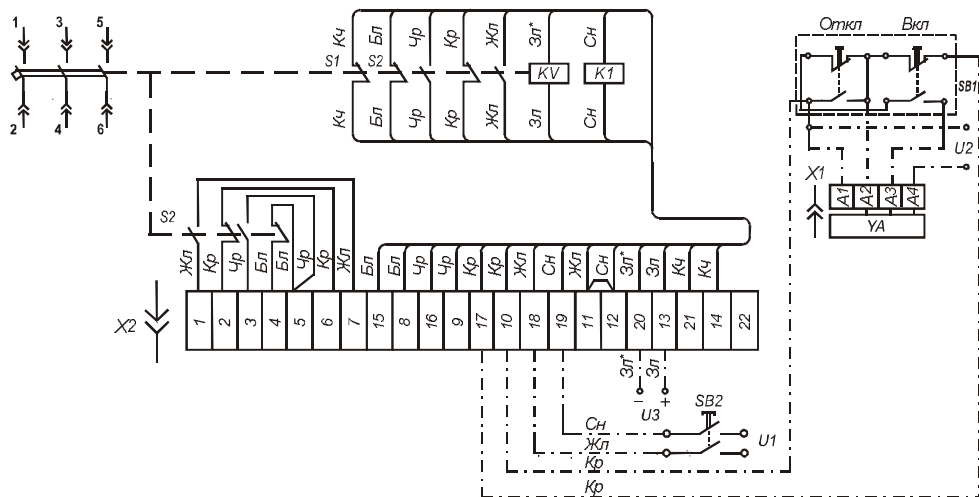 1 3 5
2 4 6
Кч Бл Чр Кр Жл Зл* Сн
S1 S2 KV K1
Кч Бл Чр Кр Жл Зл Сн
Откл Вкл
SB1
U2
X1
A1 A2 A3 A4
YA
S2
Жл Кр Чр Бл Бл Чр Кр Жл Бл Бл Чр Чр Кр Кр Жл Сн Жл Сн Зл* Зл Кч Кч
X2
1 2 3 4 5 6 7 15 8 16 9 17 10 18 19 11 12 20 13 21 14 22
Зл* Зл
– +
U3
SB2
U1
Сн
Жл
Кр
Кр